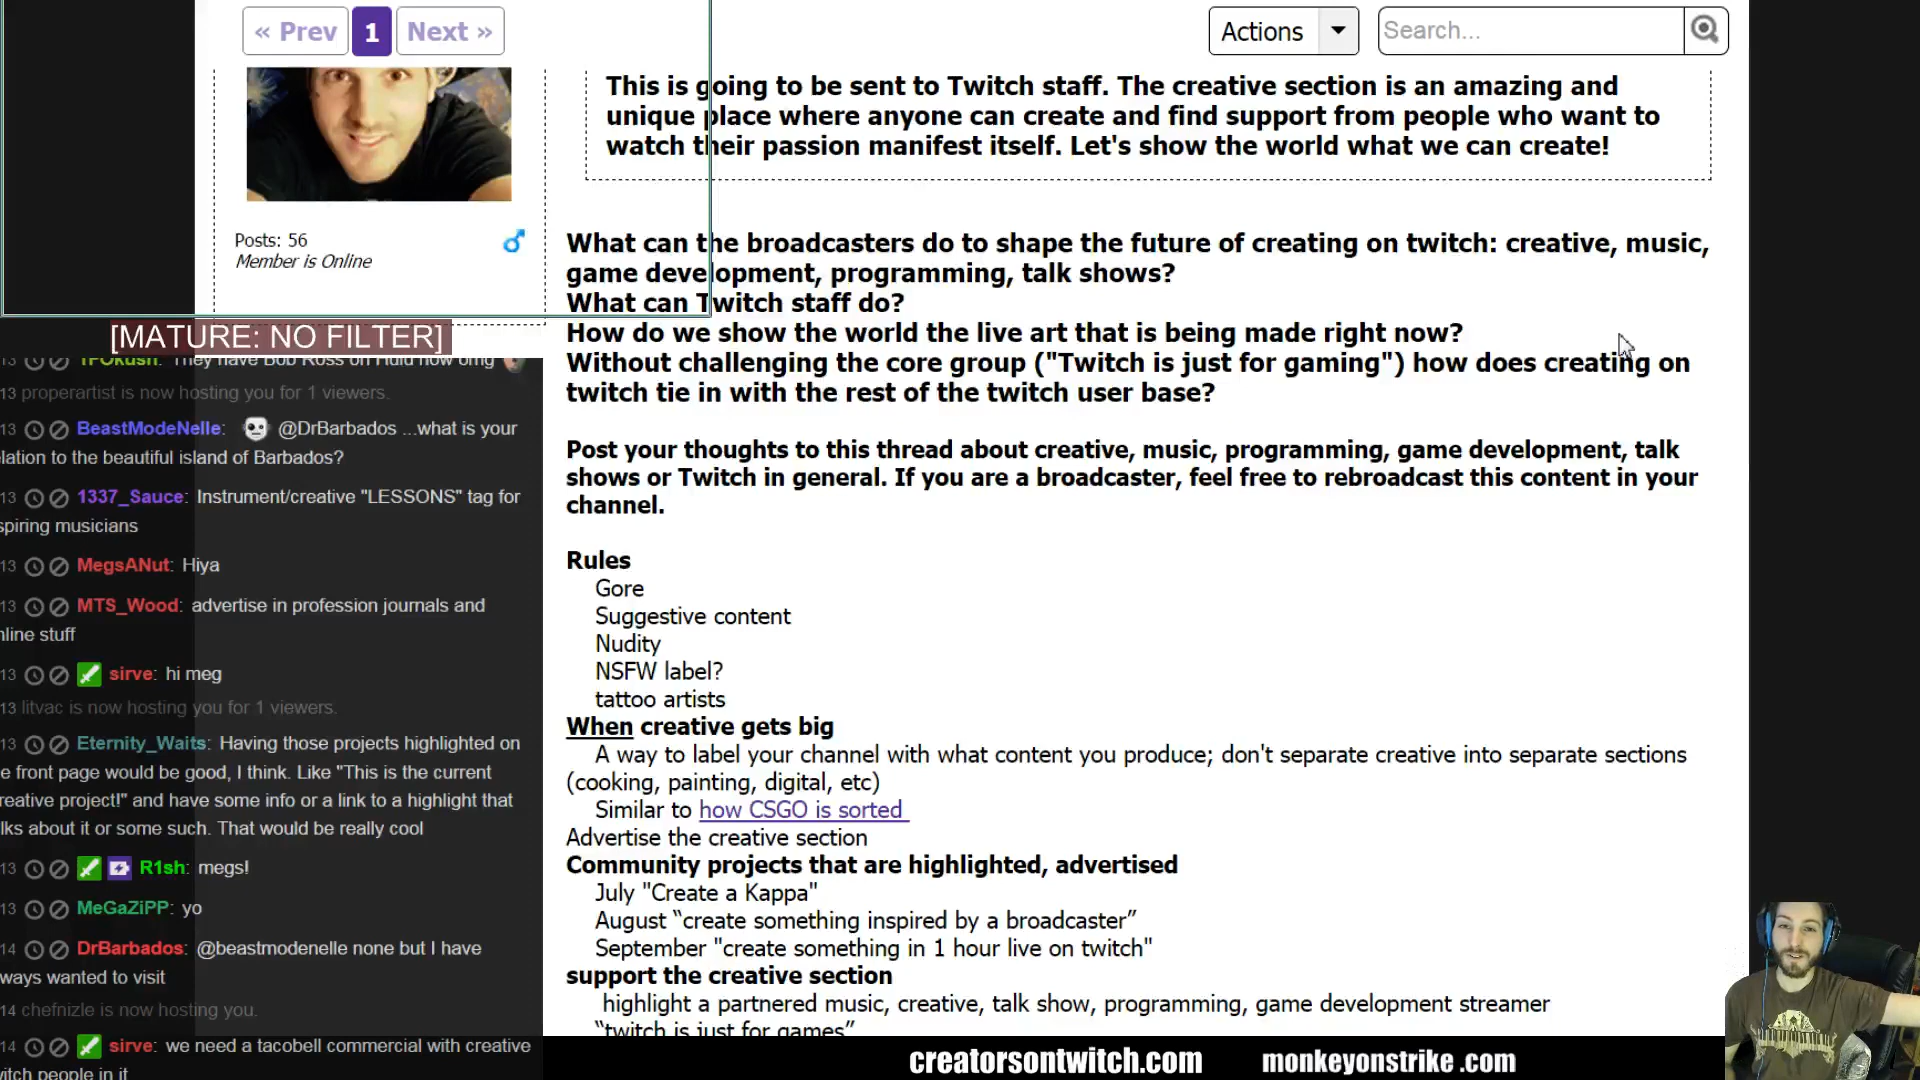 « Prev
1
Next »
Actions
Search...
This is going to be sent to Twitch staff. The creative section is an amazing and
unique place where anyone can create and find support from people who want to
watch their passion manifest itself. Let's show the world what we can create!
Posts: 56
Member is Online
What can the broadcasters do to shape the future of creating on twitch: creative, music,
game development, programming, talk shows?
What can Twitch staff do?
How do we show the world the live art that is being made right now?
Without challenging the core group ("Twitch is just for gaming") how does creating on
twitch tie in with the rest of the twitch user base?
Post your thoughts to this thread about creative, music, programming, game development, talk
shows or Twitch in general. If you are a broadcaster, feel free to rebroadcast this content in your
channel.
Rules
Gore
Suggestive content
Nudity
NSFW label?
tattoo artists
When creative gets big
A way to label your channel with what content you produce; don't separate creative into separate sections
(cooking, painting, digital, etc)
Similar to how CSGO is sorted
Advertise the creative section
Community projects that are highlighted, advertised
July "Create a Kappa"
August “create something inspired by a broadcaster”
September "create something in 1 hour live on twitch"
support the creative section
highlight a partnered music, creative, talk show, programming, game development streamer
“twitch is just for games”
[MATURE: NO FILTER]
13 TPOkush: They have Bob Ross on Hulu now omg
13 properartist is now hosting you for 1 viewers.
13 BeastModeNelle: @DrBarbados ...what is your
elation to the beautiful island of Barbados?
13 1337_Sauce: Instrument/creative "LESSONS" tag for
spiring musicians
13 MegsANut: Hiya
13 MTS_Wood: advertise in profession journals and
nline stuff
13 sirve: hi meg
13 litvac is now hosting you for 1 viewers.
13 Eternity_Waits: Having those projects highlighted on
e front page would be good, I think. Like "This is the current
reative project!" and have some info or a link to a highlight that
lks about it or some such. That would be really cool
13 R1sh: megs!
13 MeGaZiPP: yo
14 DrBarbados: @beastmodenelle none but I have
ways wanted to visit
14 chefnizle is now hosting you.
14 sirve: we need a tacobell commercial with creative
witch people in it
creatorsontwitch.com
monkeyonstrike .com